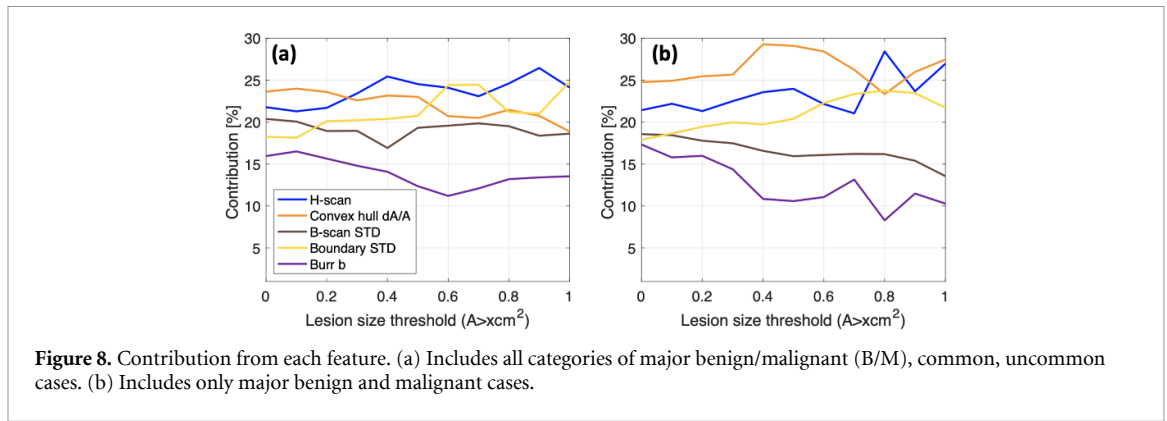 (a)
30
25
20
15
10
5
Contribution [%]
H-scan
Convex hull dA/A
B-scan STD
Boundary STD
Burr b
0 0.2 0.4 0.6 0.8 1
Lesion size threshold (A>xcm²)
(b)
30
25
20
15
10
5
Contribution [%]
0 0.2 0.4 0.6 0.8 1
Lesion size threshold (A>xcm²)
Figure 8. Contribution from each feature. (a) Includes all categories of major benign/malignant (B/M), common, uncommon
cases. (b) Includes only major benign and malignant cases.